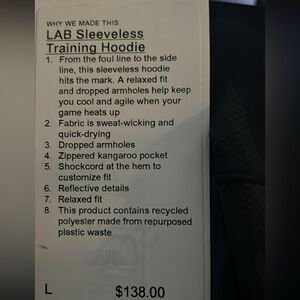 WHY WE MADE THIS
LAB Sleeveless
Training Hoodie
1. From the foul line to the side
line, this sleeveless hoodie
hits the mark. A relaxed fit
and dropped armholes help keep
you cool and agile when your
game heats up
2. Fabric is sweat-wicking and
quick-drying
3. Dropped armholes
4. Zippered kangaroo pocket
5. Shockcord at the hem to
customize fit
6. Reflective details
7. Relaxed fit
8. This product contains recycled
polyester made from repurposed
plastic waste
L $138.00